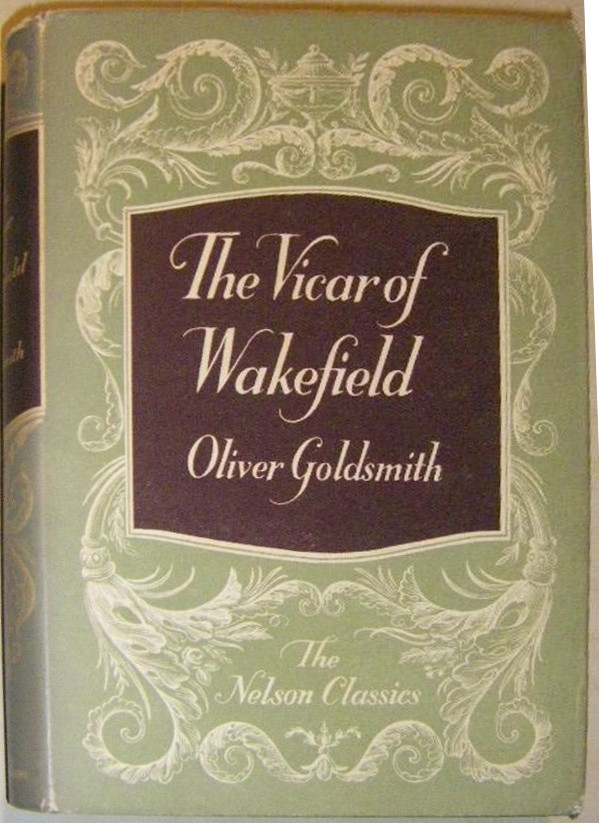 The Vicar of
Wakefield
Oliver Goldsmith
The
Nelson Classics